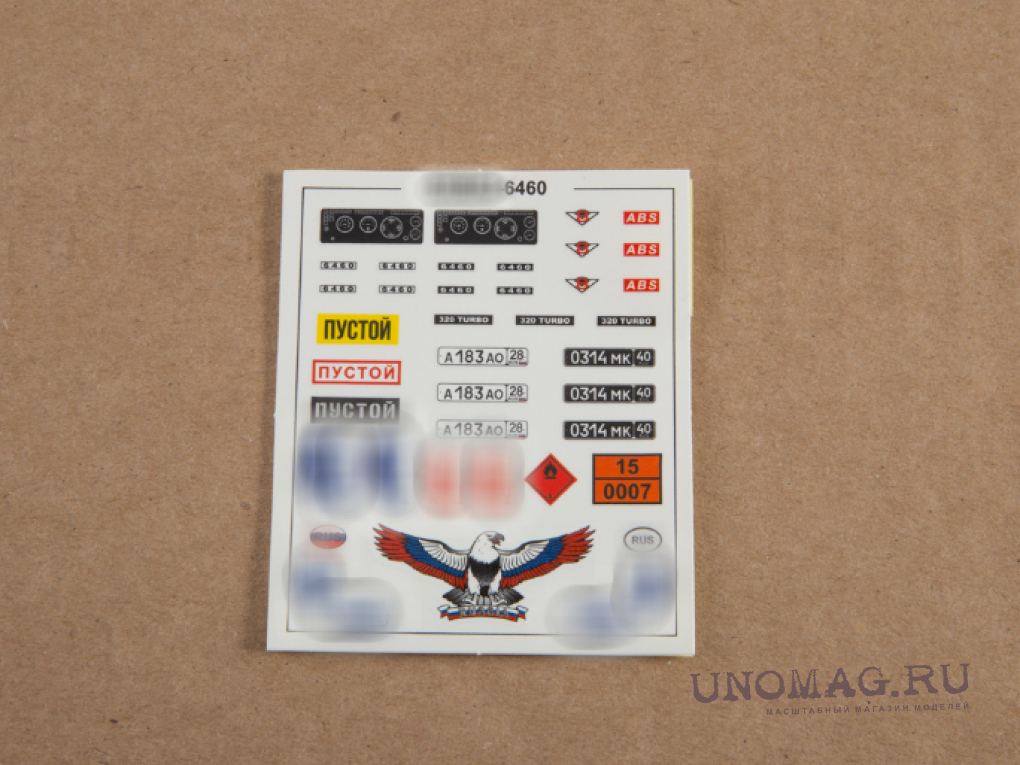 -6460
ABS
ABS
6460 6460 6460 6460
ABS
6460 6460 6460 6460
ПУСТОЙ
320 TURBO 320 TURBO 320 TURBO
А183АО 28 0314 МК 40
ПУСТОЙ
А183АО 28 0314 МК 40
ПУСТОЙ
А183АО 28 0314 МК 40
15
0007
RUS RUS
UNOMAG.RU
МАСШТАБНЫЙ МАГАЗИН МОДЕЛЕЙ